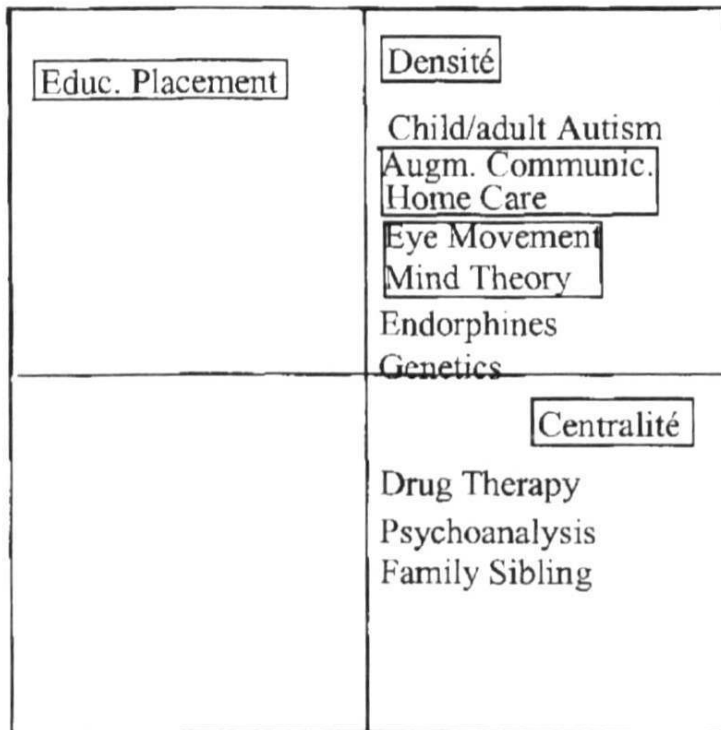 Educ. Placement
Densité
Child/adult Autism
Augm. Communic.
Home Care
Eye Movement
Mind Theory
Endorphines
Genetics
Centralité
Drug Therapy
Psychoanalysis
Family Sibling